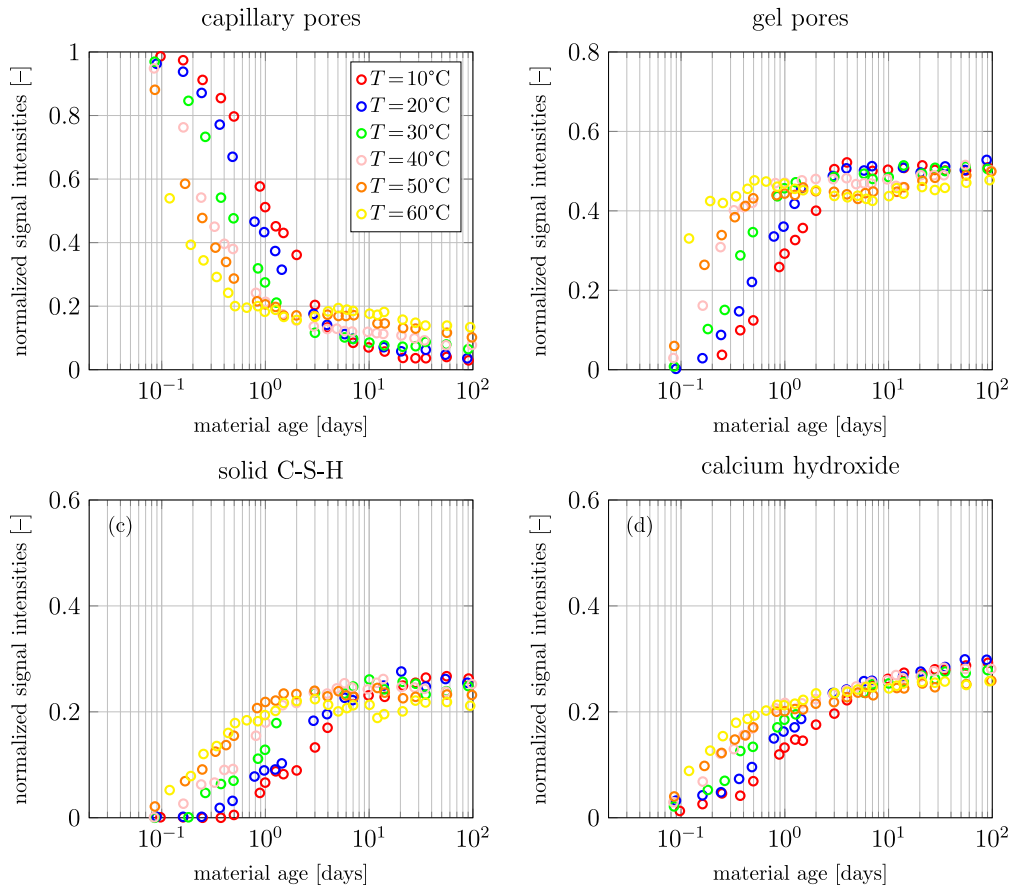 capillary pores
1
0.8
0.6
0.4
0.2
0
10⁻¹ 10⁰ 10¹ 10²
normalized signal intensities [–]
material age [days]
T = 10°C
T = 20°C
T = 30°C
T = 40°C
T = 50°C
T = 60°C
gel pores
0.8
0.6
0.4
0.2
0
10⁻¹ 10⁰ 10¹ 10²
normalized signal intensities [–]
material age [days]
solid C-S-H
(c)
0.6
0.4
0.2
0
10⁻¹ 10⁰ 10¹ 10²
normalized signal intensities [–]
material age [days]
calcium hydroxide
(d)
0.6
0.4
0.2
0
10⁻¹ 10⁰ 10¹ 10²
normalized signal intensities [–]
material age [days]